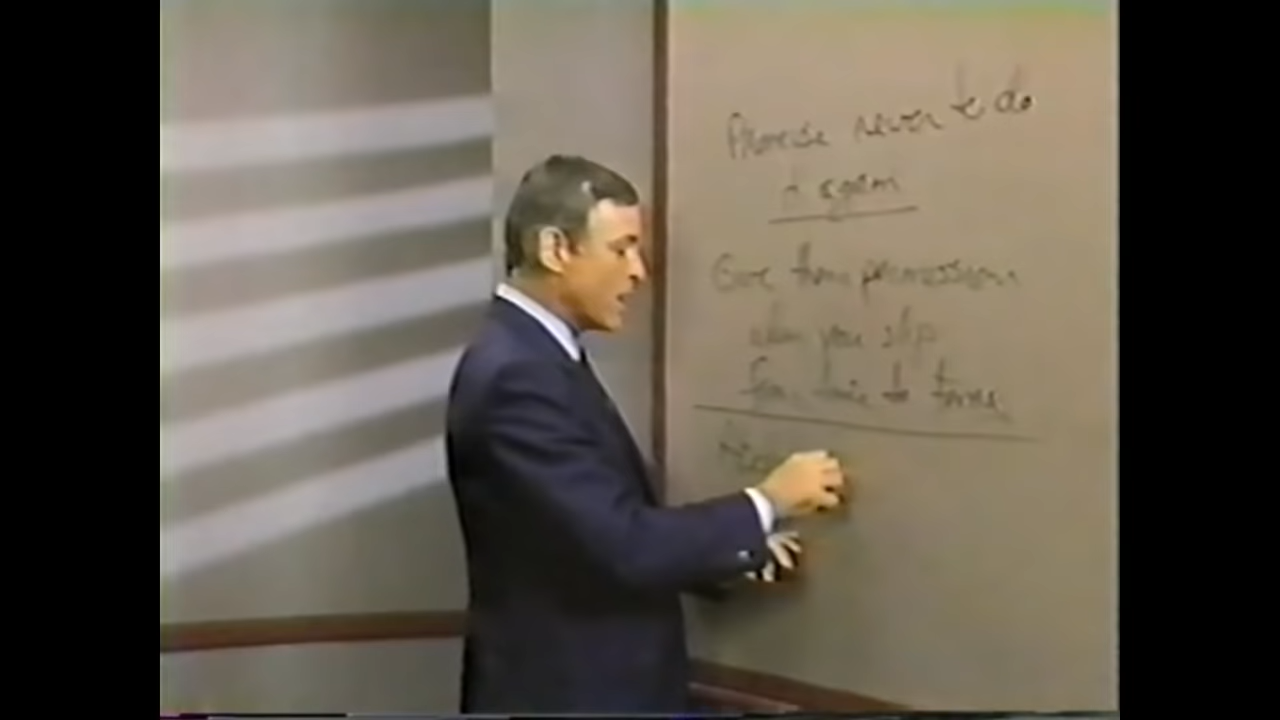 Promise never to do
it again
Give them permission
when you slip
from time to time